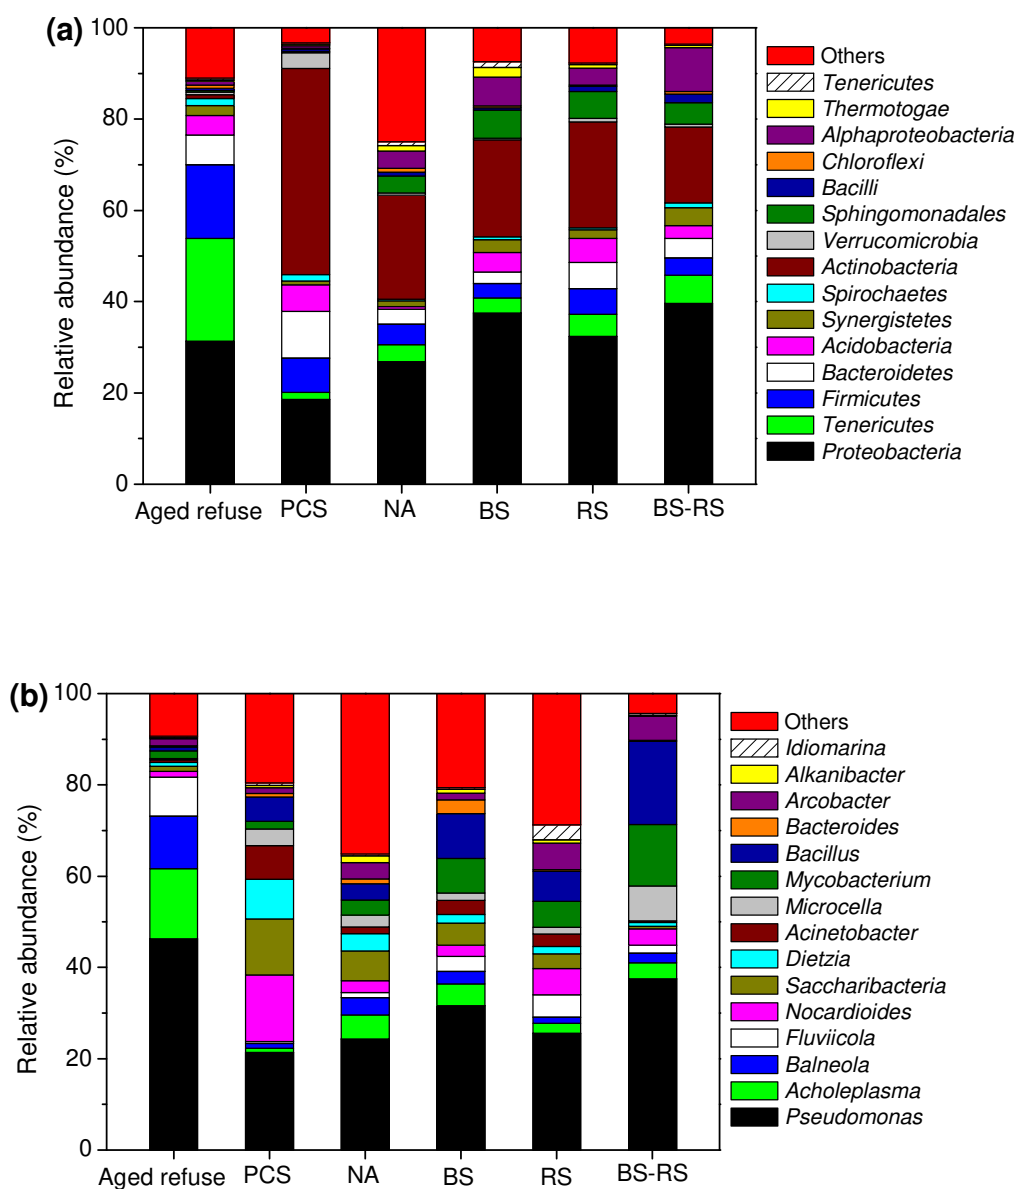 (a)
Relative abundance (%)
100
80
60
40
20
0
Aged refuse PCS NA BS RS BS-RS
Others
Tenericutes
Thermotogae
Alphaproteobacteria
Chloroflexi
Bacilli
Sphingomonadales
Verrucomicrobia
Actinobacteria
Spirochaetes
Synergistetes
Acidobacteria
Bacteroidetes
Firmicutes
Tenericutes
Proteobacteria
(b)
Relative abundance (%)
100
80
60
40
20
0
Aged refuse PCS NA BS RS BS-RS
Others
Idiomarina
Alkanibacter
Arcobacter
Bacteroides
Bacillus
Mycobacterium
Microcella
Acinetobacter
Dietzia
Saccharibacteria
Nocardioides
Fluviicola
Balneola
Acholeplasma
Pseudomonas